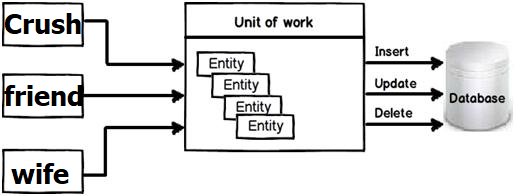 Crush
friend
wife
Unit of work
Entity
Entity
Entity
Entity
Insert
Update
Delete
Database